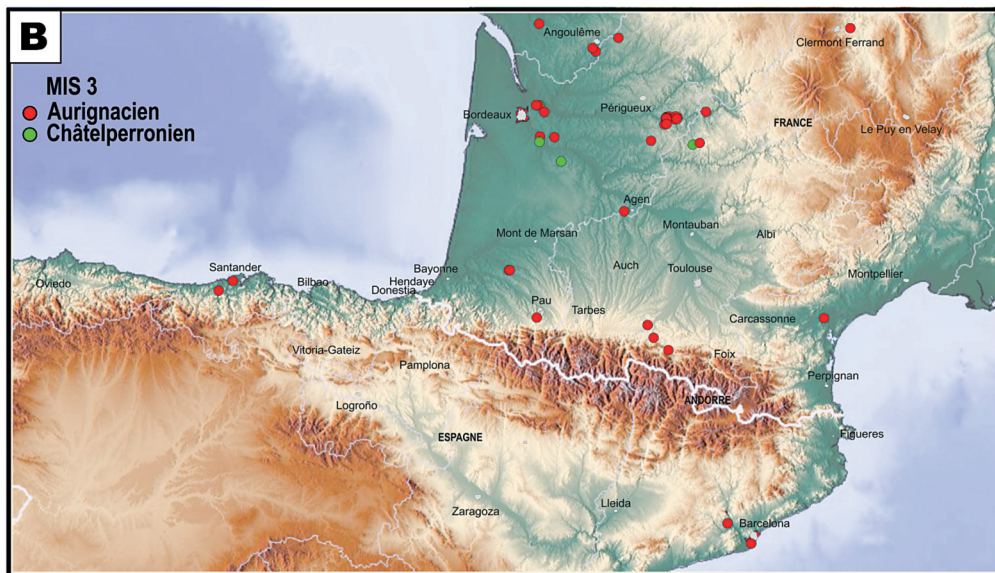 B
MIS 3
Aurignacien
Châtelperronien
Angoulême
Clermont Ferrand
Bordeaux
Périgueux
FRANCE
Le Puy en Velay
Agen
Mont de Marsan
Montauban
Albi
Auch
Toulouse
Montpellier
Bayonne
Hendaye
Donestia
Santander
Bilbao
Oviedo
Pau
Tarbes
Carcassonne
Foix
Vitoria-Gateiz
Pamplona
Perpignan
ANDORRE
Logroño
Figueres
ESPAGNE
Lleida
Zaragoza
Barcelona